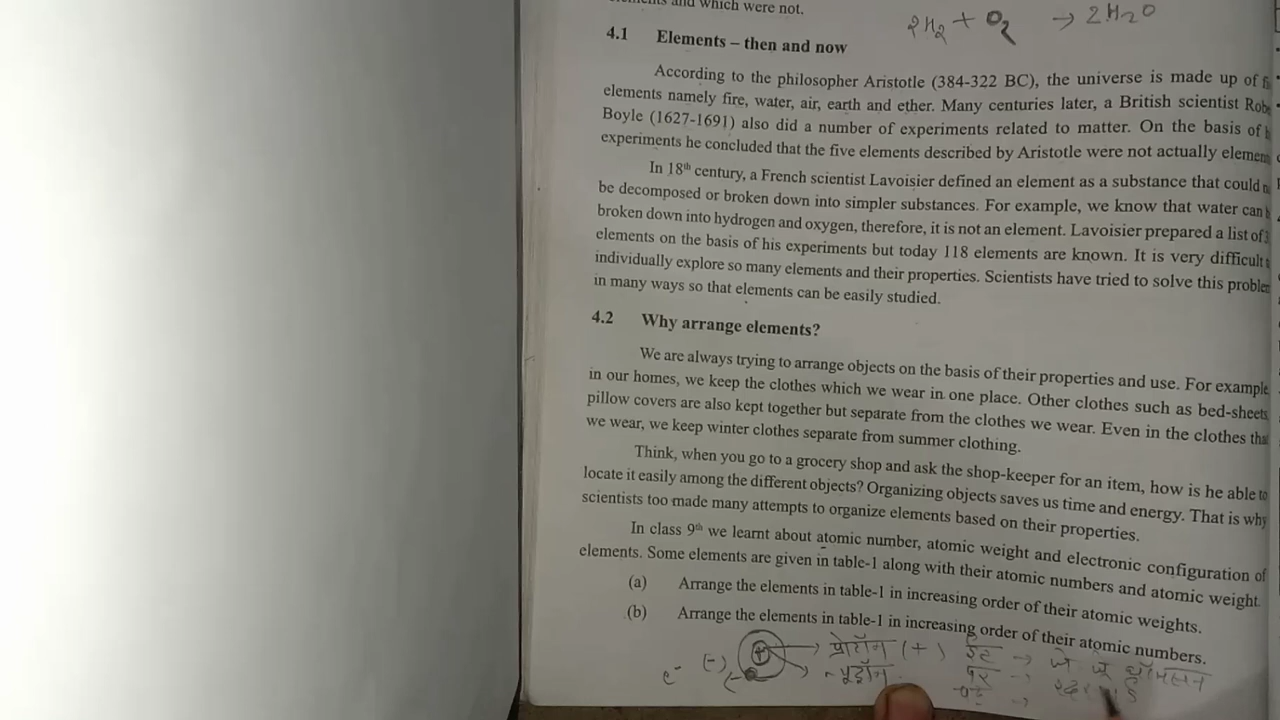 and which were not.
2H2 + O2 → 2H2O
4.1 Elements – then and now
According to the philosopher Aristotle (384-322 BC), the universe is made up of
elements namely fire, water, air, earth and ether. Many centuries later, a British scientist
Boyle (1627-1691) also did a number of experiments related to matter. On the basis of
experiments he concluded that the five elements described by Aristotle were not actually
In 18th century, a French scientist Lavoisier defined an element as a substance that could
be decomposed or broken down into simpler substances. For example, we know that water can
broken down into hydrogen and oxygen, therefore, it is not an element. Lavoisier prepared a list of
elements on the basis of his experiments but today 118 elements are known. It is very difficult
individually explore so many elements and their properties. Scientists have tried to solve this
in many ways so that elements can be easily studied.
4.2 Why arrange elements?
We are always trying to arrange objects on the basis of their properties and use. For example,
in our homes, we keep the clothes which we wear in one place. Other clothes such as bed-sheets,
pillow covers are also kept together but separate from the clothes we wear. Even in the clothes
we wear, we keep winter clothes separate from summer clothing.
Think, when you go to a grocery shop and ask the shop-keeper for an item, how is he able to
locate it easily among the different objects? Organizing objects saves us time and energy. That is why
scientists too made many attempts to organize elements based on their properties.
In class 9th we learnt about atomic number, atomic weight and electronic configuration of
elements. Some elements are given in table-1 along with their atomic numbers and atomic weight.
(a) Arrange the elements in table-1 in increasing order of their atomic weights.
(b) Arrange the elements in table-1 in increasing order of their atomic numbers.
e⁻ (-) + → प्रोटॉन (+)
न्यूट्रॉन